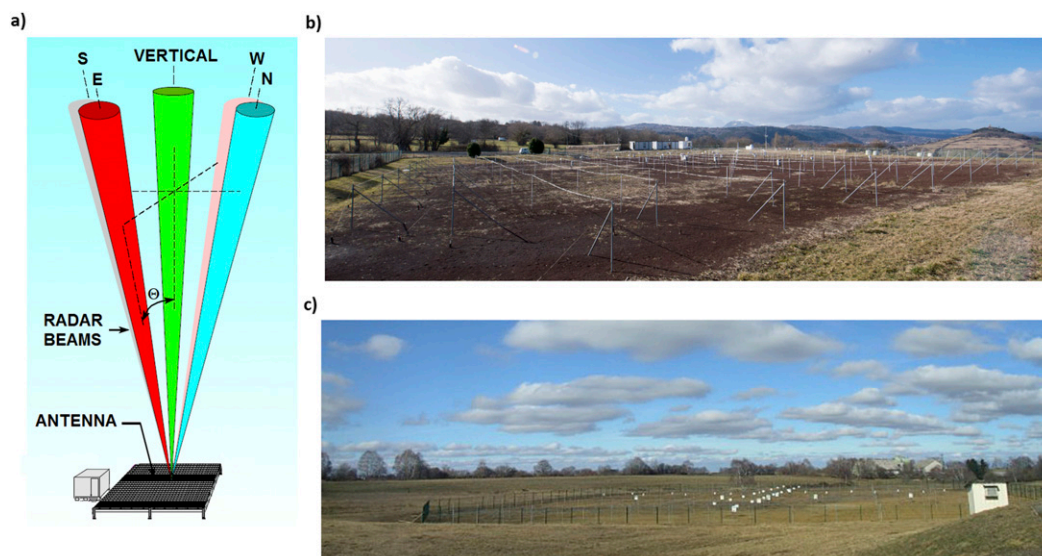 a)
S
E
VERTICAL
W
N
Θ
RADAR
BEAMS
ANTENNA
b)
c)